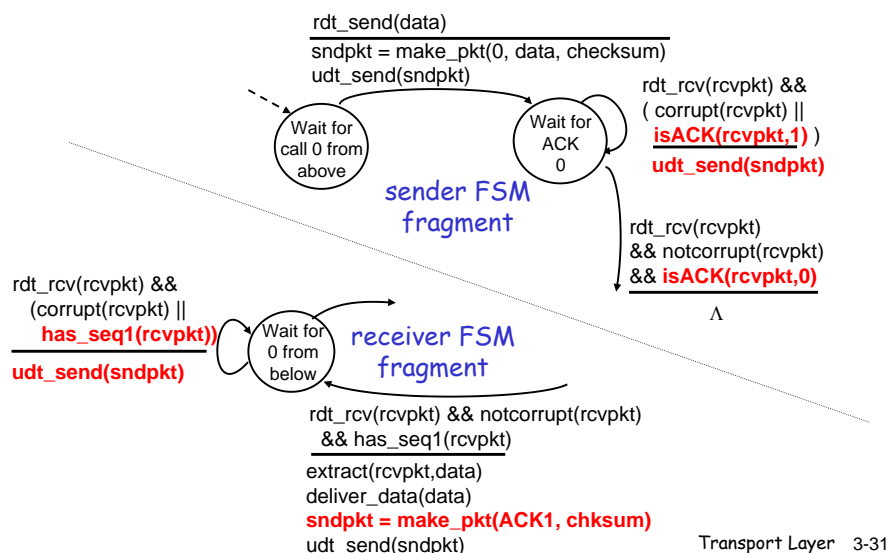 rdt_send(data)
sndpkt = make_pkt(0, data, checksum)
udt_send(sndpkt)
Wait for
call 0 from
above
Wait for
ACK
0
rdt_rcv(rcvpkt) &&
( corrupt(rcvpkt) ||
isACK(rcvpkt,1) )
udt_send(sndpkt)
sender FSM
fragment
rdt_rcv(rcvpkt)
&& notcorrupt(rcvpkt)
&& isACK(rcvpkt,0)
Λ
rdt_rcv(rcvpkt) &&
(corrupt(rcvpkt) ||
has_seq1(rcvpkt))
udt_send(sndpkt)
Wait for
0 from
below
receiver FSM
fragment
rdt_rcv(rcvpkt) && notcorrupt(rcvpkt)
&& has_seq1(rcvpkt)
extract(rcvpkt,data)
deliver_data(data)
sndpkt = make_pkt(ACK1, chksum)
udt_send(sndpkt)
Transport Layer 3-31